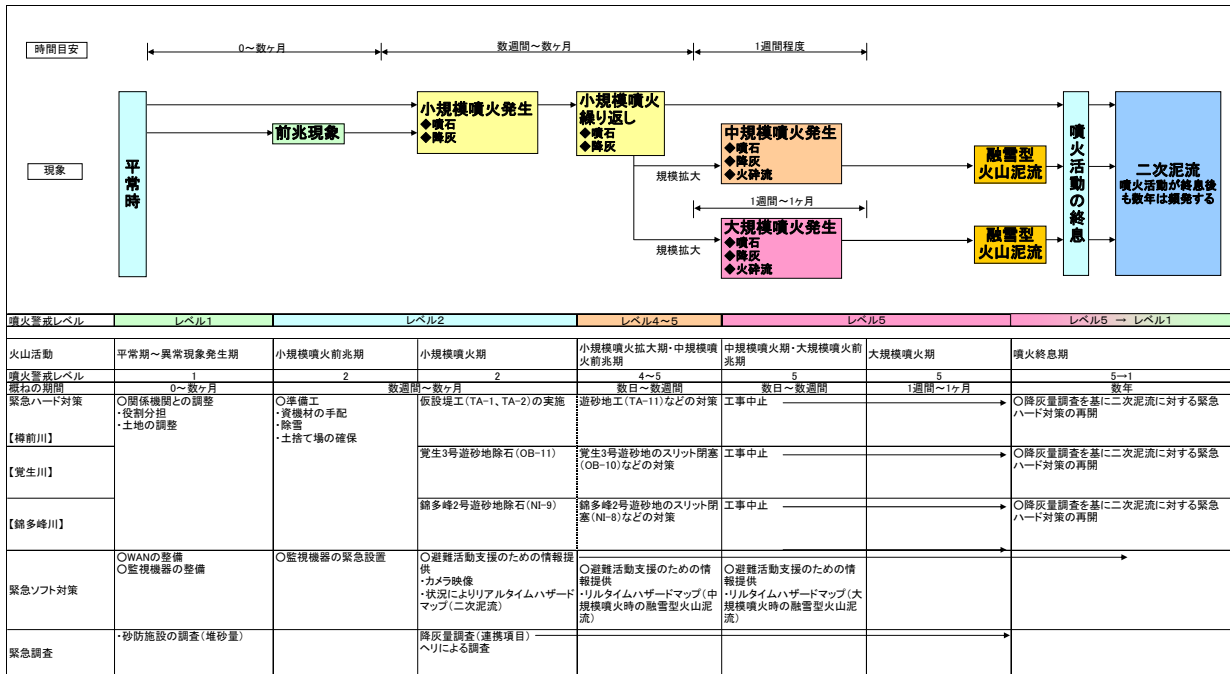 時間目安
0～数ヶ月
数週間～数ヶ月
1週間程度
現象
平常時
前兆現象
小規模噴火発生
◆噴石
◆降灰
小規模噴火
繰り返し
◆噴石
◆降灰
規模拡大
中規模噴火発生
◆噴石
◆降灰
◆火砕流
融雪型
火山泥流
1週間～1ヶ月
規模拡大
大規模噴火発生
◆噴石
◆降灰
◆火砕流
融雪型
火山泥流
噴火活動の終息
二次泥流
噴火活動が終息後
も数年は頻発する
噴火警戒レベル
レベル1
レベル2
レベル4～5
レベル5
レベル5 → レベル1
火山活動
平常期～異常現象発生期
小規模噴火前兆期
小規模噴火期
小規模噴火拡大期・中規模噴
火前兆期
中規模噴火期・大規模噴火前
兆期
大規模噴火期
噴火終息期
噴火警戒レベル
1
2
2
4～5
5
5
5→1
概ねの期間
0～数ヶ月
数週間～数ヶ月
数日～数週間
数日～数週間
1週間～1ヶ月
数年
緊急ハード対策
【樽前川】
○関係機関との調整
・役割分担
・土地の調整
○準備工
・資機材の手配
・除雪
・土捨て場の確保
仮設堤工(TA-1、TA-2)の実施
遊砂地工(TA-11)などの対策
工事中止
○降灰量調査を基に二次泥流に対する緊急
ハード対策の再開
【覚生川】
覚生3号遊砂地除石(OB-11)
覚生3号遊砂地のスリット閉塞
(OB-10)などの対策
工事中止
○降灰量調査を基に二次泥流に対する緊急
ハード対策の再開
【錦多峰川】
錦多峰2号遊砂地除石(NI-9)
錦多峰2号遊砂地のスリット閉
塞(NI-8)などの対策
工事中止
○降灰量調査を基に二次泥流に対する緊急
ハード対策の再開
緊急ソフト対策
○WANの整備
○監視機器の整備
○監視機器の緊急設置
○避難活動支援のための情報提
供
・カメラ映像
・状況によりリアルタイムハザード
マップ(二次泥流)
○避難活動支援のための情
報提供
・リルタイムハザードマップ(中
規模噴火時の融雪型火山泥
流)
○避難活動支援のための情
報提供
・リルタイムハザードマップ(大
規模噴火時の融雪型火山泥
流)
緊急調査
・砂防施設の調査(堆砂量)
降灰量調査(連携項目)
ヘリによる調査